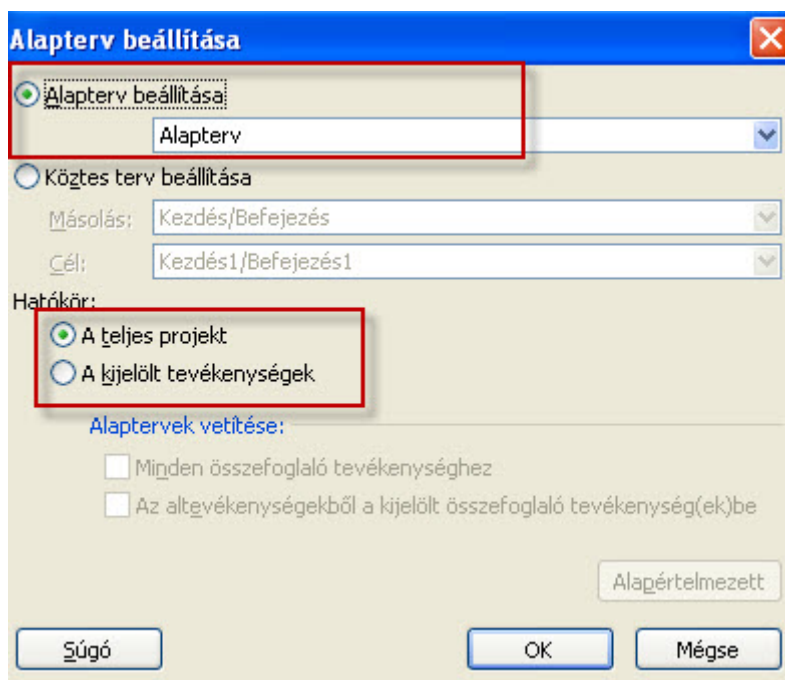 Alapterv beállítása
Alapterv beállítása
Alapterv
Köztes terv beállítása
Másolás: Kezdés/Befejezés
Cél: Kezdés1/Befejezés1
Hatókör:
A teljes projekt
A kijelölt tevékenységek
Alaptervek vetítése:
Minden összefoglaló tevékenységhez
Az altevékenységekből a kijelölt összefoglaló tevékenység(ek)be
Alapértelmezett
Súgó OK Mégse